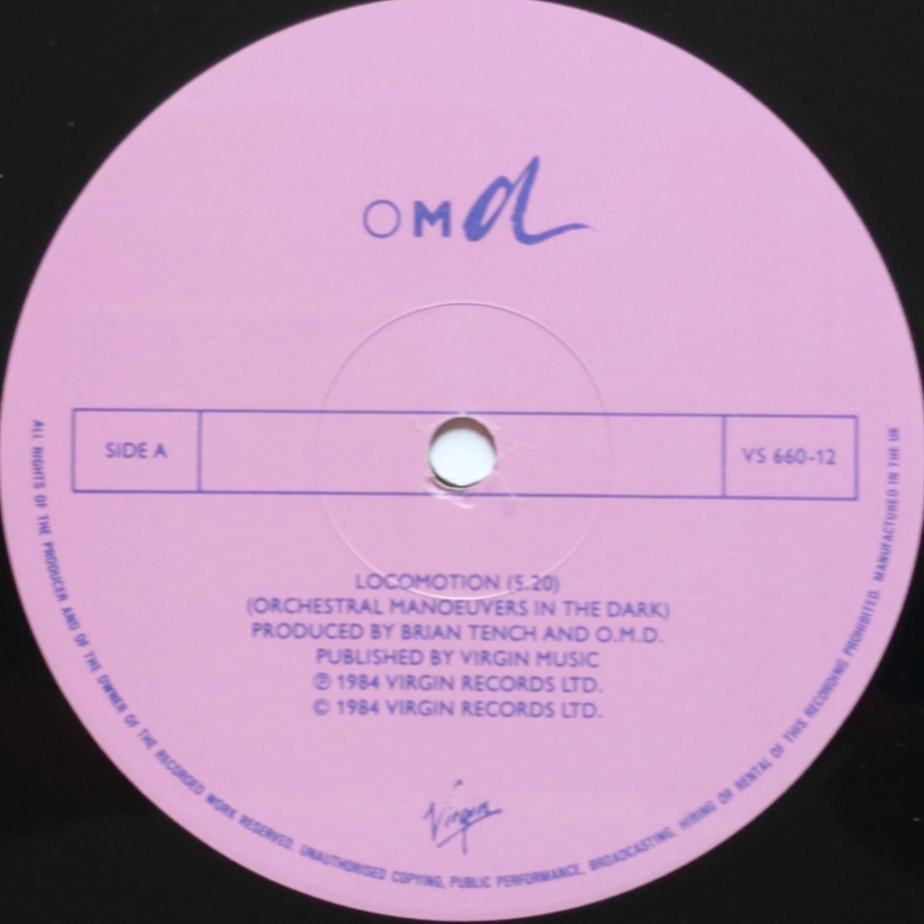 OMd
SIDE A
VS 660-12
LOCOMOTION (5.20)
(ORCHESTRAL MANOEUVERS IN THE DARK)
PRODUCED BY BRIAN TENCH AND O.M.D.
PUBLISHED BY VIRGIN MUSIC
℗ 1984 VIRGIN RECORDS LTD.
© 1984 VIRGIN RECORDS LTD.
Virgin
ALL RIGHTS OF THE PRODUCER AND OF THE OWNER OF THE RECORDED WORK RESERVED. UNAUTHORISED COPYING, PUBLIC PERFORMANCE, BROADCASTING, HIRING OR RENTAL OF THIS RECORDING PROHIBITED. MANUFACTURED IN THE UK